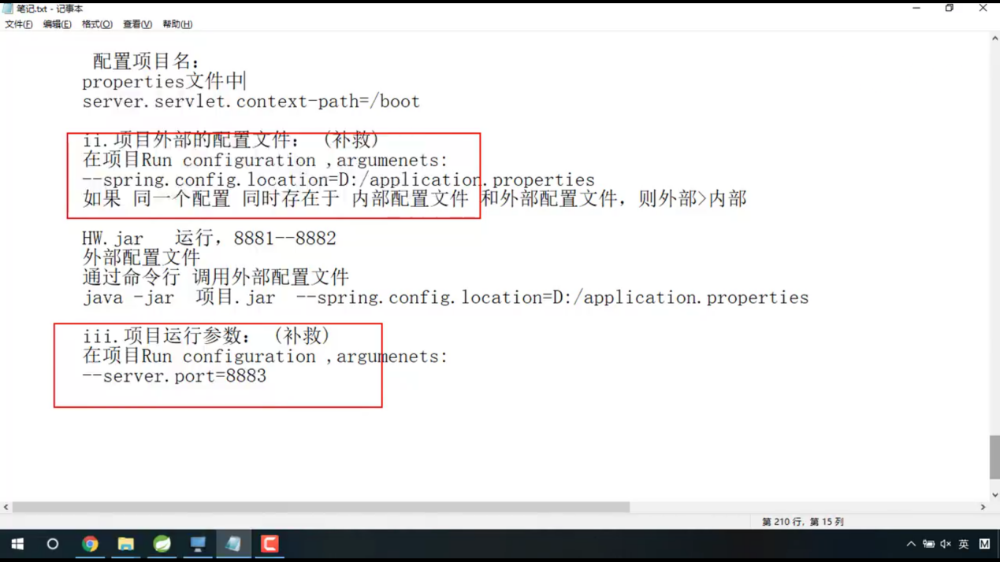 笔记.txt - 记事本
文件(F) 编辑(E) 格式(O) 查看(V) 帮助(H)
配置项目名:
properties文件中
server.servlet.context-path=/boot
ii.项目外部的配置文件: (补救)
在项目Run configuration ,argumenets:
--spring.config.location=D:/application.properties
如果 同一个配置 同时存在于 内部配置文件 和外部配置文件，则外部>内部
HW.jar 运行，8881--8882
外部配置文件
通过命令行 调用外部配置文件
java -jar 项目.jar --spring.config.location=D:/application.properties
iii.项目运行参数: (补救)
在项目Run configuration ,argumenets:
--server.port=8883
第 210 行，第 15 列
英 M